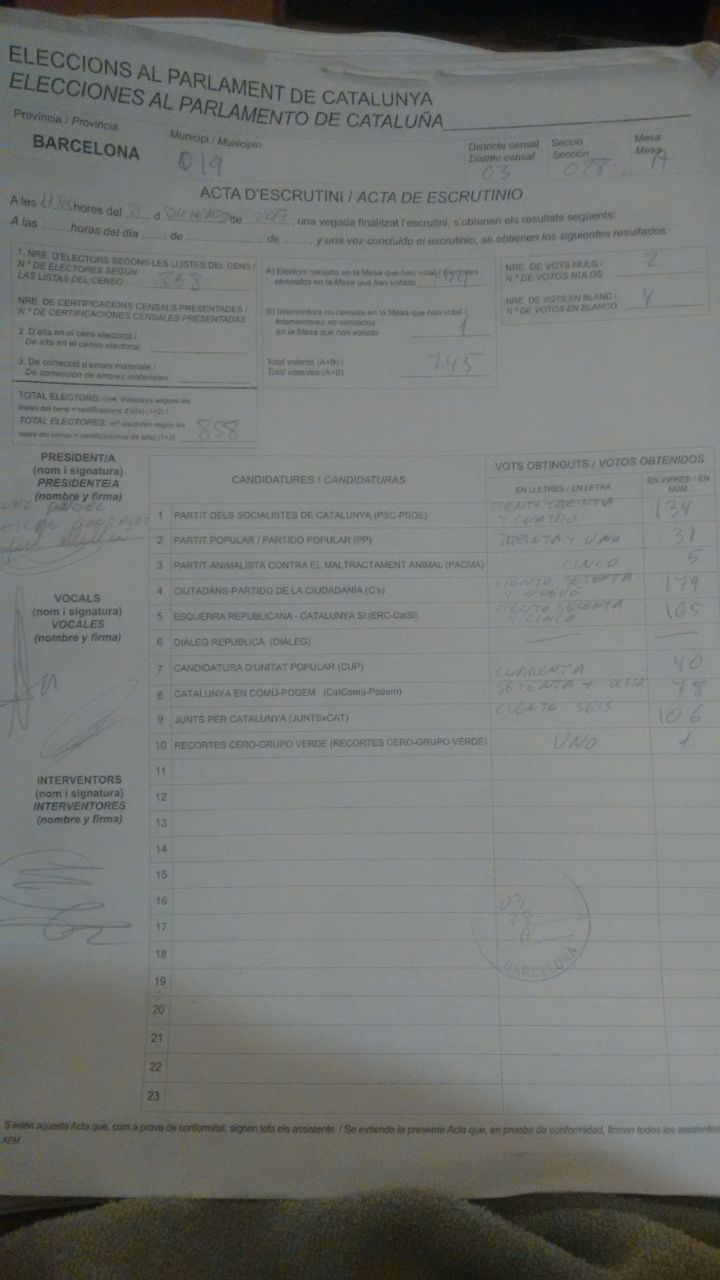 ELECCIONS AL PARLAMENT DE CATALUNYA
ELECCIONES AL PARLAMENTO DE CATALUÑA
Província / Provincia
BARCELONA
Municipi / Municipio
019
Districte censal
Distrito censal
03
Secció
Sección
028
Mesa
Mesa
A
ACTA D'ESCRUTINI / ACTA DE ESCRUTINIO
A les hores del 21 d DICIEMBRE de 2017, una vegada finalitzat l'escrutini, s'obtenen els resultats següents:
A las horas del día de de y una vez concluido el escrutinio, se obtienen los siguientes resultados:
1. NRE. D'ELECTORS SEGONS LES LLISTES DEL CENS /
N.º DE ELECTORES SEGÚN
LAS LISTAS DEL CENSO 858
NRE. DE CERTIFICACIONS CENSALS PRESENTADES /
N.º DE CERTIFICACIONES CENSALES PRESENTADAS
2. D'alta en el cens electoral /
De alta en el censo electoral:
3. De correcció d'errors materials /
De corrección de errores materiales:
TOTAL ELECTORS: (nre. d'electors segons les
llistes del cens + certificacions d'alta) (1+2) /
TOTAL ELECTORES: (nº electores según las
listas del censo + certificaciones de alta) (1+2) 858
A) Electors censats en la Mesa que han votat / Electores
censados en la Mesa que han votado 744
B) Interventors no censats en la Mesa que han votat /
Interventores no censados
en la Mesa que han votado 1
Total votants (A+B) /
Total votantes (A+B) 745
NRE. DE VOTS NULS /
N.º DE VOTOS NULOS 2
NRE. DE VOTS EN BLANC /
N.º DE VOTOS EN BLANCO 4
PRESIDENT/A
(nom i signatura)
PRESIDENTE/A
(nombre y firma)
VOCALS
(nom i signatura)
VOCALES
(nombre y firma)
INTERVENTORS
(nom i signatura)
INTERVENTORES
(nombre y firma)
CANDIDATURES / CANDIDATURAS
VOTS OBTINGUTS / VOTOS OBTENIDOS
EN LLETRES / EN LETRA
EN XIFRES / EN NÚM.
1 PARTIT DELS SOCIALISTES DE CATALUNYA (PSC-PSOE) CIENTO TREINTA Y CUATRO 134
2 PARTIT POPULAR / PARTIDO POPULAR (PP) TREINTA Y UNO 31
3 PARTIT ANIMALISTA CONTRA EL MALTRACTAMENT ANIMAL (PACMA) CINCO 5
4 CIUTADANS-PARTIDO DE LA CIUDADANÍA (C's) CIENTO SETENTA Y NUEVE 179
5 ESQUERRA REPUBLICANA - CATALUNYA SÍ (ERC-CatSí) CIENTO SESENTA Y CINCO 165
6 DIÀLEG REPUBLICÀ (DIÀLEG)
7 CANDIDATURA D'UNITAT POPULAR (CUP) CUARENTA 40
8 CATALUNYA EN COMÚ-PODEM (CatComú-Podem) SETENTA Y OCHO 78
9 JUNTS PER CATALUNYA (JUNTSxCAT) CIENTO SEIS 106
10 RECORTES CERO-GRUPO VERDE (RECORTES CERO-GRUPO VERDE) UNO 1
11
12
13
14
15
16
17
18
19
20
21
22
23
03
28
A
BARCELONA
S'estén aquesta Acta que, com a prova de conformitat, signen tots els assistents. / Se extiende la presente Acta que, en prueba de conformidad, firman todos los asistentes
AEM